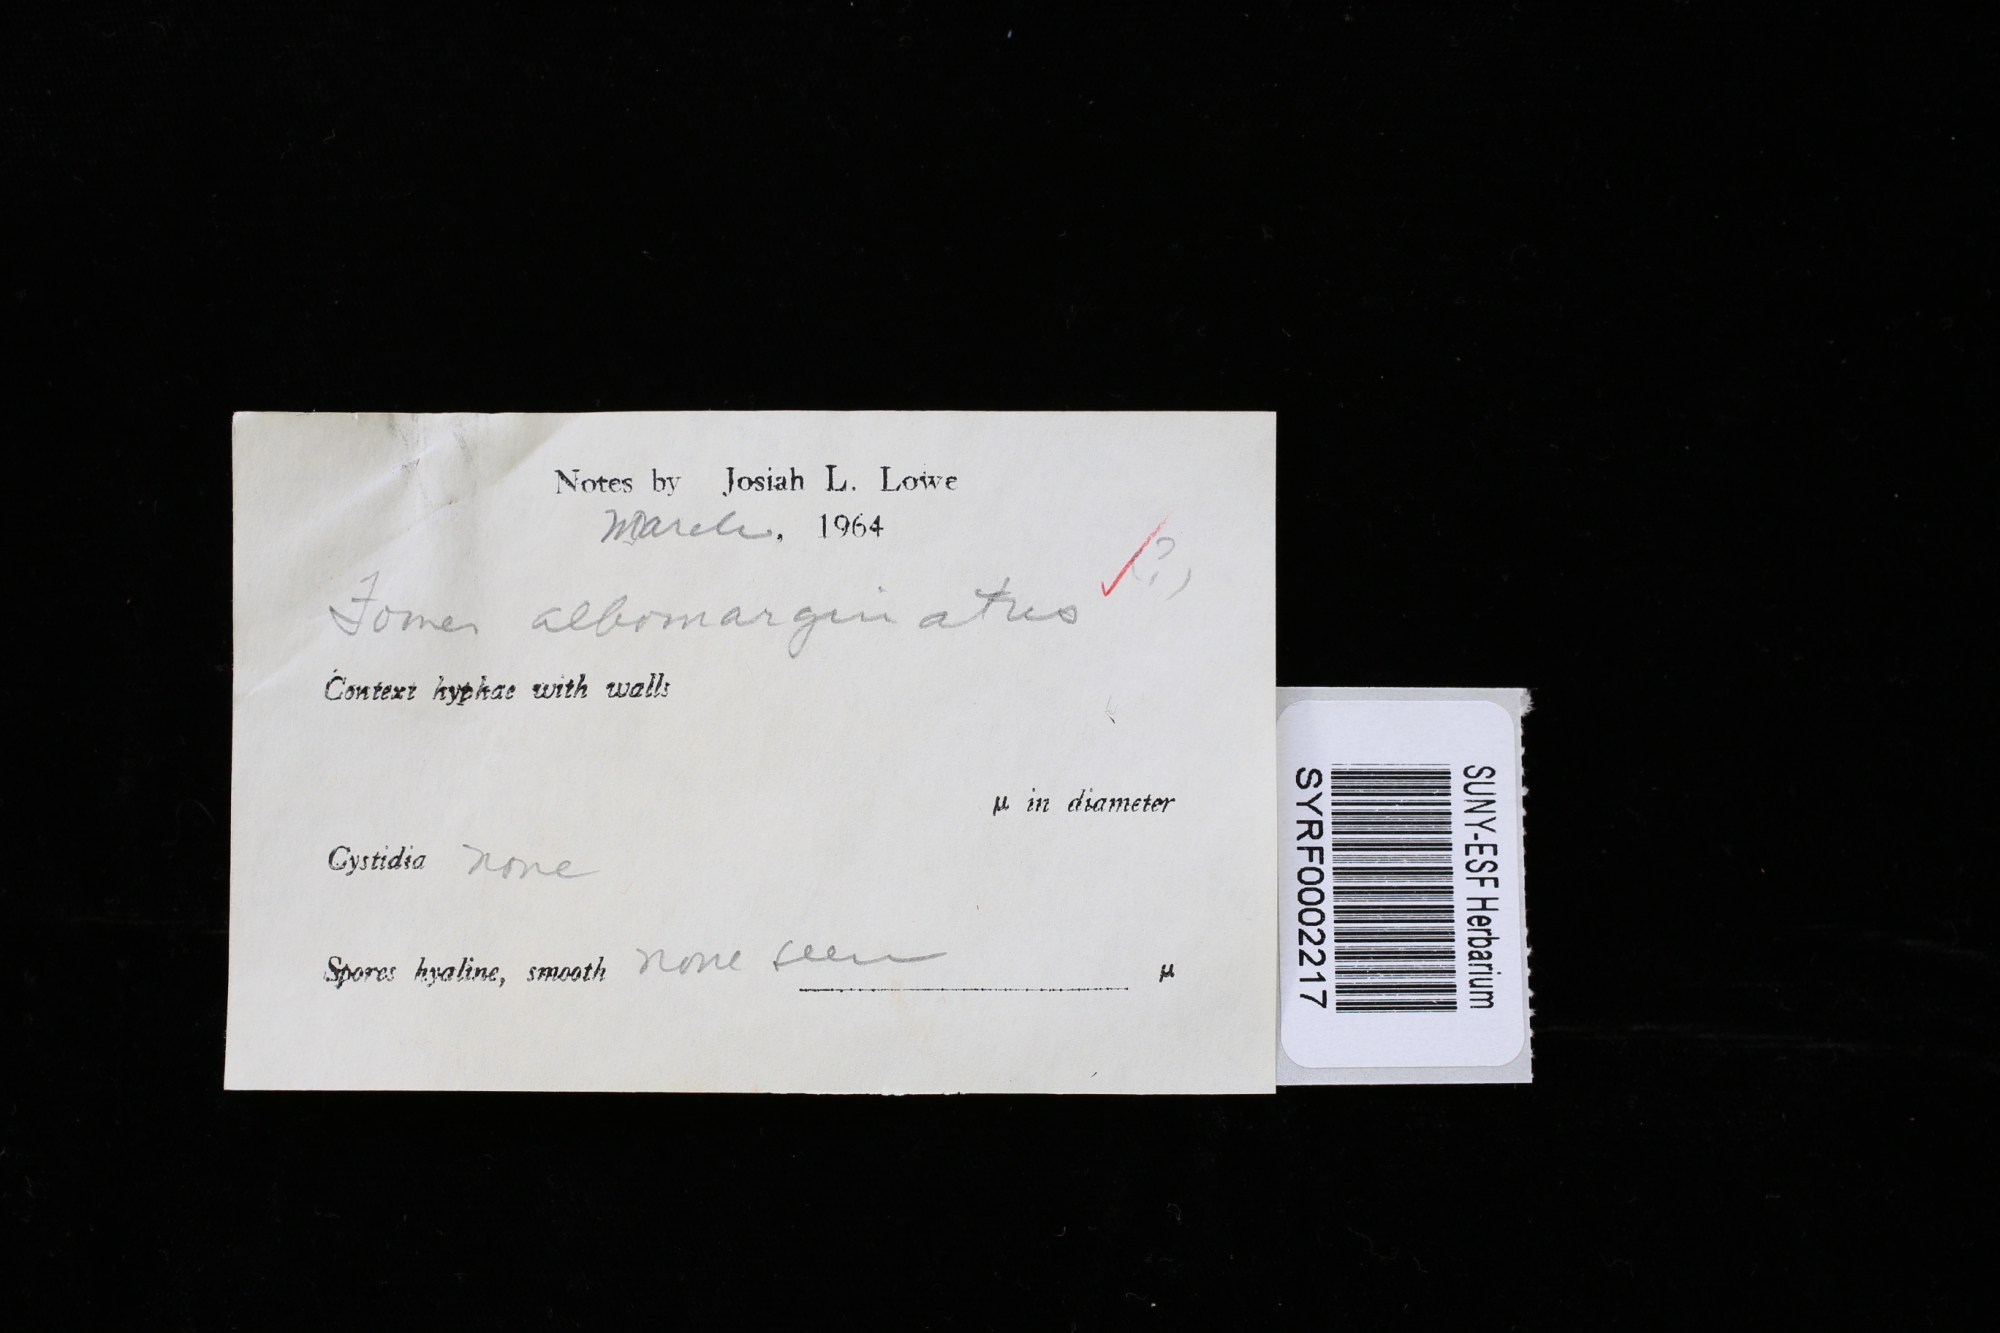 Notes by Josiah L. Lowe
March, 1964
Fomes albomarginatus (?)
Context hyphae with walls
μ in diameter
Cystidia none
Spores hyaline, smooth none seen μ
SUNY-ESF Herbarium
SYRF0002217